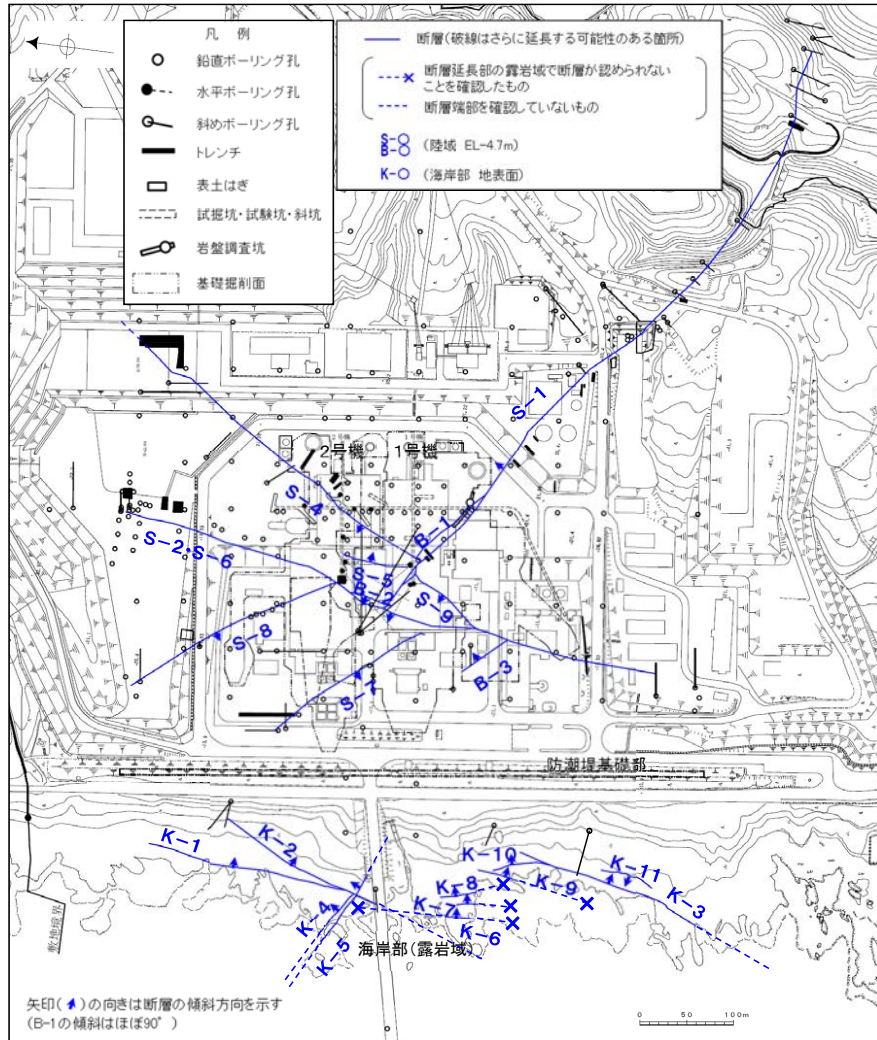 凡 例
鉛直ボーリング孔
水平ボーリング孔
斜めボーリング孔
トレンチ
表土はぎ
試掘坑・試験坑・斜坑
岩盤調査坑
基礎掘削面
断層(破線はさらに延長する可能性のある箇所)
断層延長部の露岩域で断層が認められない
ことを確認したもの
断層端部を確認していないもの
S-○
B-○
(陸域 EL-4.7m)
K-○ (海岸部 地表面)
S-1
2号機
1号機
S-4
B-1
S-2・S-6
S-5
B-2
S-9
S-8
B-3
S-7
防潮堤基礎部
K-1
K-2
K-10
K-11
K-8
K-9
K-3
K-7
K-4
K-6
K-5
海岸部(露岩域)
敷地境界
矢印( )の向きは断層の傾斜方向を示す
(B-1の傾斜はほぼ90°)
0 50 100m